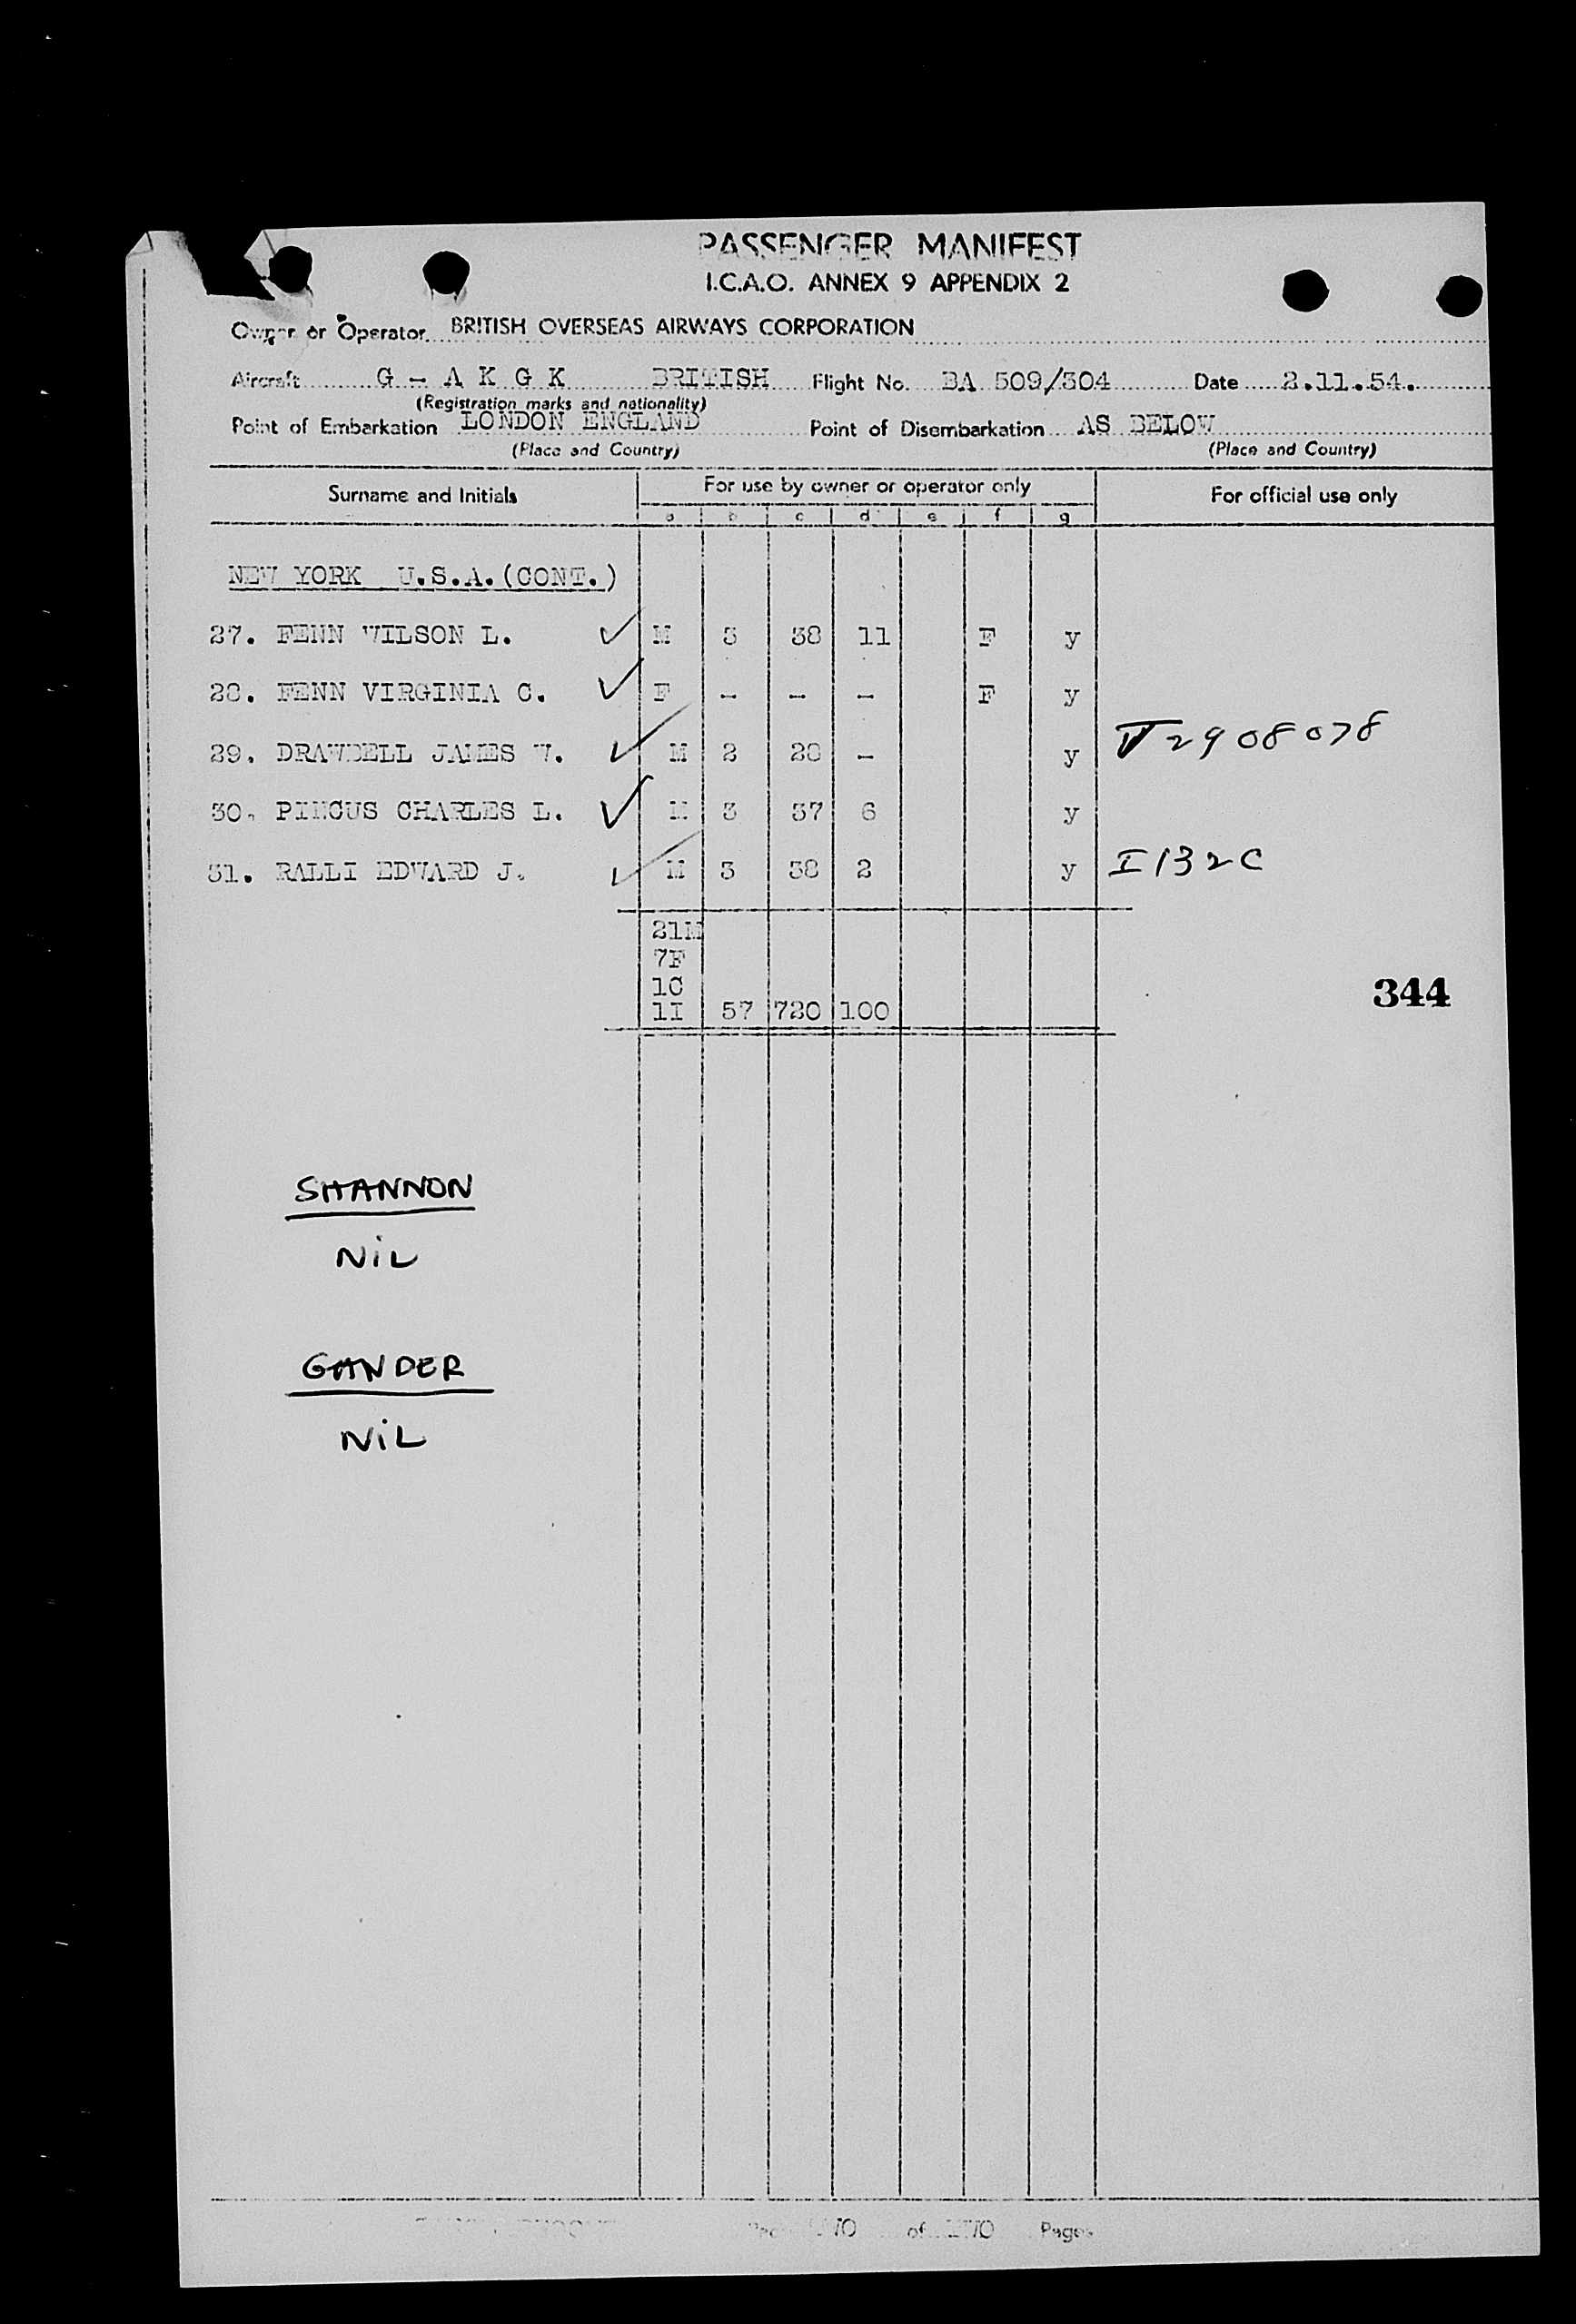 PASSENGER MANIFEST
I.C.A.O. ANNEX 9 APPENDIX 2
Owner or Operator BRITISH OVERSEAS AIRWAYS CORPORATION
Aircraft G - A K G K BRITISH Flight No. BA 509/304 Date 2.11.54.
(Registration marks and nationality)
Point of Embarkation LONDON ENGLAND Point of Disembarkation AS BELOW
(Place and Country) (Place and Country)
Surname and Initials For use by owner or operator only For official use only
a b c d e f g
NEW YORK U.S.A.(CONT.)
27. FENN WILSON L. ✓ M 3 38 11 F y
28. FENN VIRGINIA C. ✓ F - - - F y
29. DRAWBELL JAMES W. ✓ M 2 28 - y V2908078
30. PINCUS CHARLES L. ✓ M 3 37 6 y
31. RALLI EDWARD J. ✓ M 3 38 2 y I132C
21M
7F
1C
1I 57 720 100
344
SHANNON
NIL
GANDER
NIL
Page TWO of TWO Pages